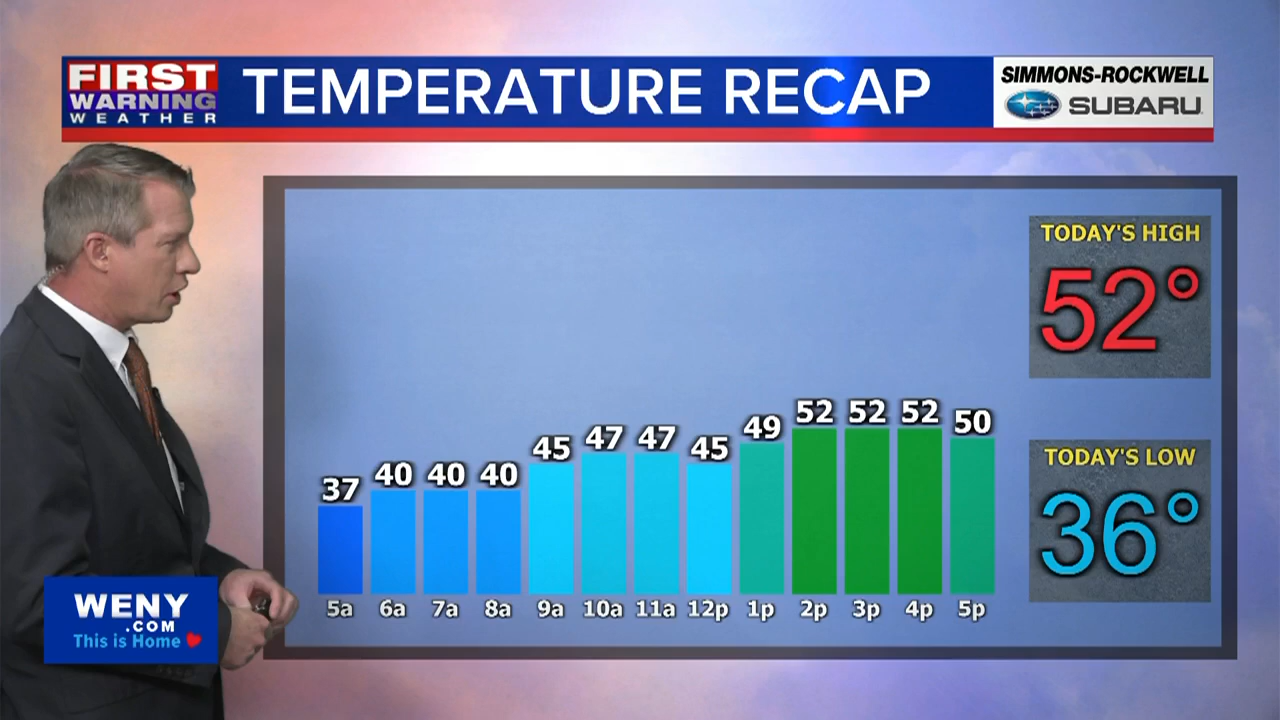 FIRST
WARNING
WEATHER
TEMPERATURE RECAP
SIMMONS-ROCKWELL
SUBARU
TODAY'S HIGH
52°
TODAY'S LOW
36°
37 40 40 40 45 47 47 45 49 52 52 52 50
5a 6a 7a 8a 9a 10a 11a 12p 1p 2p 3p 4p 5p
WENY
.COM
This is Home